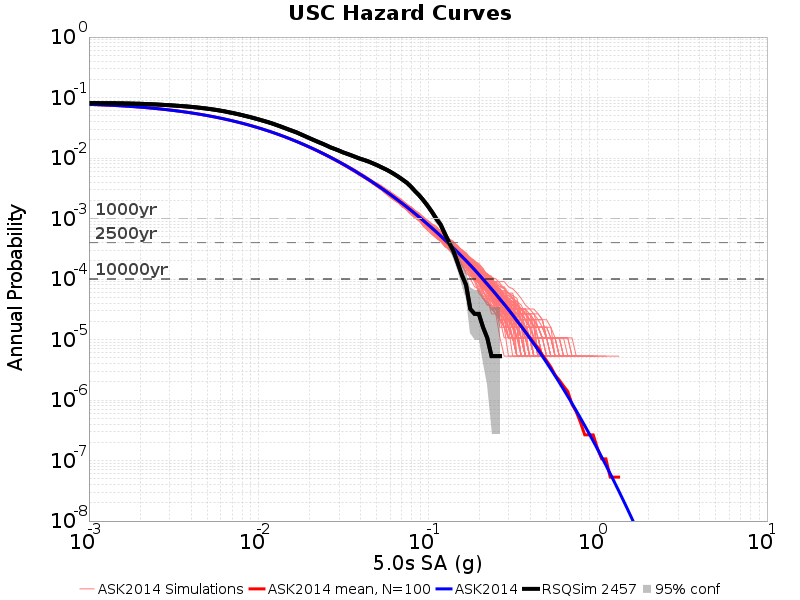 USC Hazard Curves
Annual Probability
10^0
10^-1
10^-2
10^-3
10^-4
10^-5
10^-6
10^-7
10^-8
1000yr
2500yr
10000yr
10^-3 10^-2 10^-1 10^0 10^1
5.0s SA (g)
ASK2014 Simulations ASK2014 mean, N=100 ASK2014 RSQSim 2457 95% conf